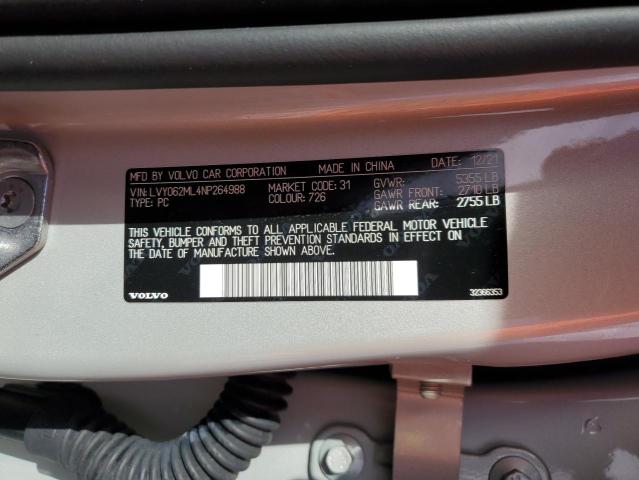 MFD BY VOLVO CAR CORPORATION MADE IN CHINA DATE: 12/21
VIN: LVY062ML4NP264988 MARKET CODE: 31 GVWR: 5355 LB
TYPE: PC COLOUR: 726 GAWR FRONT: 2710 LB
GAWR REAR: 2755 LB
THIS VEHICLE CONFORMS TO ALL APPLICABLE FEDERAL MOTOR VEHICLE
SAFETY, BUMPER AND THEFT PREVENTION STANDARDS IN EFFECT ON
THE DATE OF MANUFACTURE SHOWN ABOVE.
VOLVO 32366353